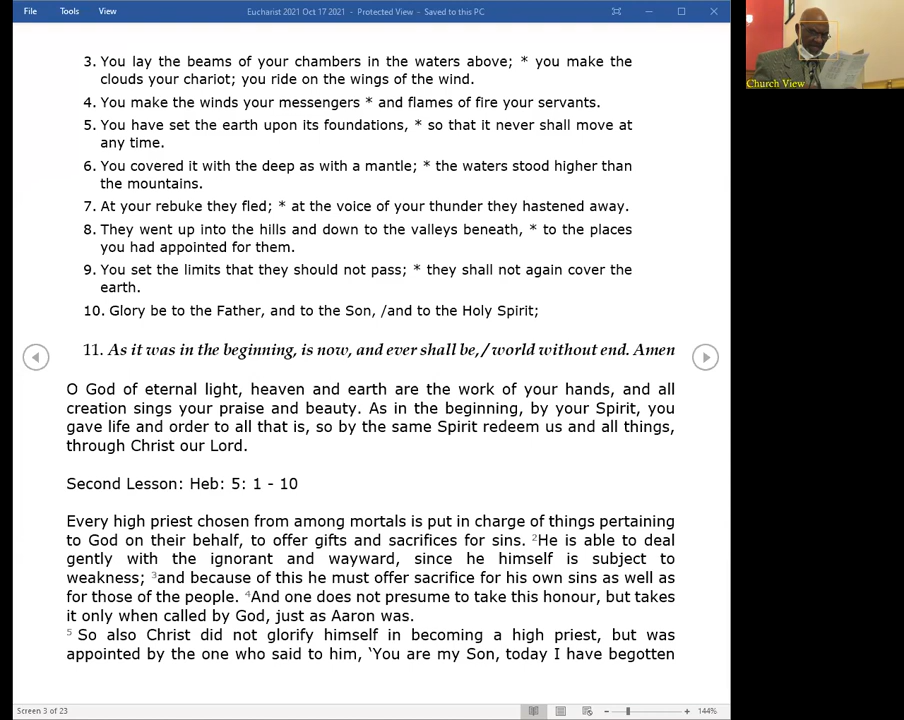 File Tools View Eucharist 2021 Oct 17 2021 - Protected View - Saved to this PC
Church View
3. You lay the beams of your chambers in the waters above; * you make the
clouds your chariot; you ride on the wings of the wind.
4. You make the winds your messengers * and flames of fire your servants.
5. You have set the earth upon its foundations, * so that it never shall move at
any time.
6. You covered it with the deep as with a mantle; * the waters stood higher than
the mountains.
7. At your rebuke they fled; * at the voice of your thunder they hastened away.
8. They went up into the hills and down to the valleys beneath, * to the places
you had appointed for them.
9. You set the limits that they should not pass; * they shall not again cover the
earth.
10. Glory be to the Father, and to the Son, /and to the Holy Spirit;
11. As it was in the beginning, is now, and ever shall be,/ world without end. Amen
O God of eternal light, heaven and earth are the work of your hands, and all
creation sings your praise and beauty. As in the beginning, by your Spirit, you
gave life and order to all that is, so by the same Spirit redeem us and all things,
through Christ our Lord.
Second Lesson: Heb: 5: 1 - 10
Every high priest chosen from among mortals is put in charge of things pertaining
to God on their behalf, to offer gifts and sacrifices for sins. ²He is able to deal
gently with the ignorant and wayward, since he himself is subject to
weakness; ³and because of this he must offer sacrifice for his own sins as well as
for those of the people. ⁴And one does not presume to take this honour, but takes
it only when called by God, just as Aaron was.
⁵ So also Christ did not glorify himself in becoming a high priest, but was
appointed by the one who said to him, ‘You are my Son, today I have begotten
Screen 3 of 23 144%